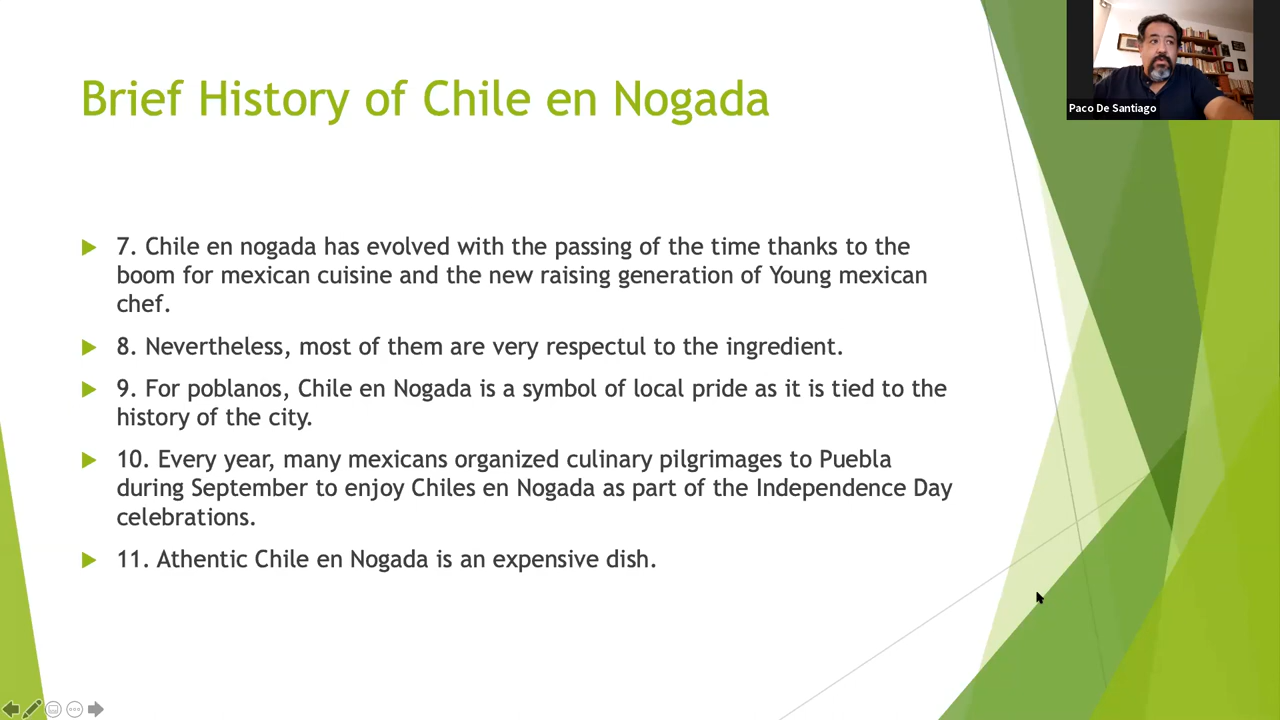 Brief History of Chile en Nogada
Paco De Santiago
7. Chile en nogada has evolved with the passing of the time thanks to the
boom for mexican cuisine and the new raising generation of Young mexican
chef.
8. Nevertheless, most of them are very respectul to the ingredient.
9. For poblanos, Chile en Nogada is a symbol of local pride as it is tied to the
history of the city.
10. Every year, many mexicans organized culinary pilgrimages to Puebla
during September to enjoy Chiles en Nogada as part of the Independence Day
celebrations.
11. Athentic Chile en Nogada is an expensive dish.